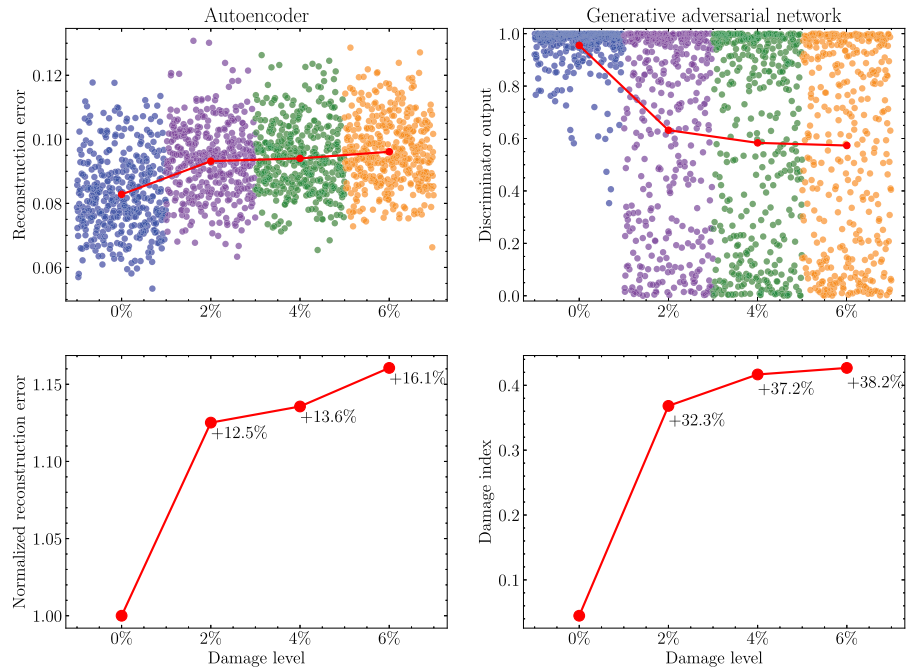 Autoencoder
Reconstruction error
0.12
0.10
0.08
0.06
0% 2% 4% 6%
Generative adversarial network
Discriminator output
1.0
0.8
0.6
0.4
0.2
0.0
0% 2% 4% 6%
Normalized reconstruction error
1.15
1.10
1.05
1.00
+16.1%
+13.6%
+12.5%
0% 2% 4% 6%
Damage level
Damage index
0.4
0.3
0.2
0.1
+38.2%
+37.2%
+32.3%
0% 2% 4% 6%
Damage level